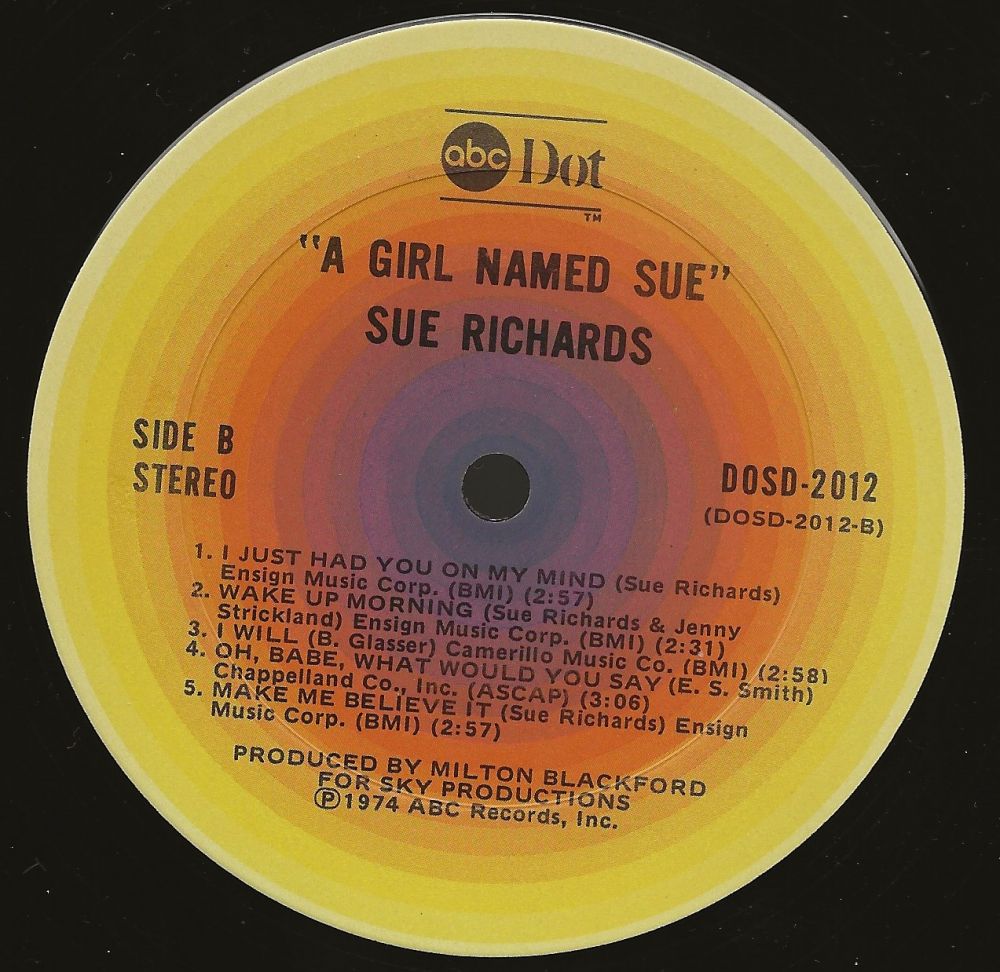 abc Dot
TM
"A GIRL NAMED SUE"
SUE RICHARDS
SIDE B
STEREO
DOSD-2012
(DOSD-2012-B)
1. I JUST HAD YOU ON MY MIND (Sue Richards)
Ensign Music Corp. (BMI) (2:57)
2. WAKE UP MORNING (Sue Richards & Jenny
Strickland) Ensign Music Corp. (BMI) (2:31)
3. I WILL (B. Glasser) Camerillo Music Co. (BMI) (2:58)
4. OH, BABE, WHAT WOULD YOU SAY (E. S. Smith)
Chappelland Co., Inc. (ASCAP) (3:06)
5. MAKE ME BELIEVE IT (Sue Richards) Ensign
Music Corp. (BMI) (2:57)
PRODUCED BY MILTON BLACKFORD
FOR SKY PRODUCTIONS
℗1974 ABC Records, Inc.